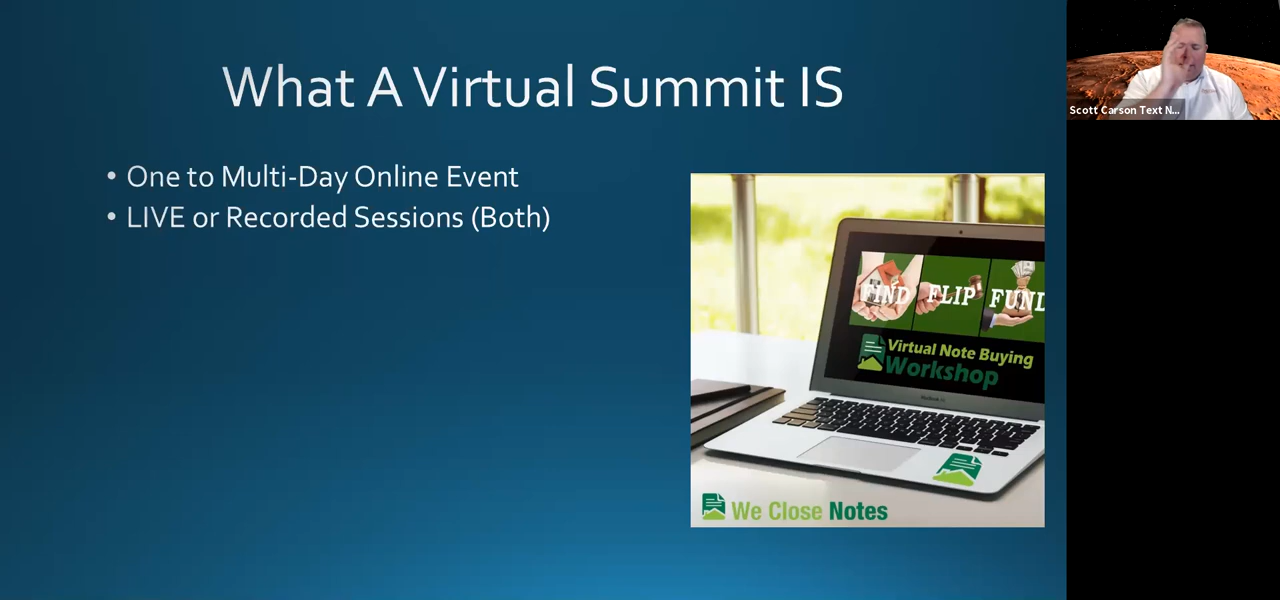 What A Virtual Summit IS
• One to Multi-Day Online Event
• LIVE or Recorded Sessions (Both)
FIND FLIP FUND
Virtual Note Buying
Workshop
We Close Notes
Scott Carson Text N...